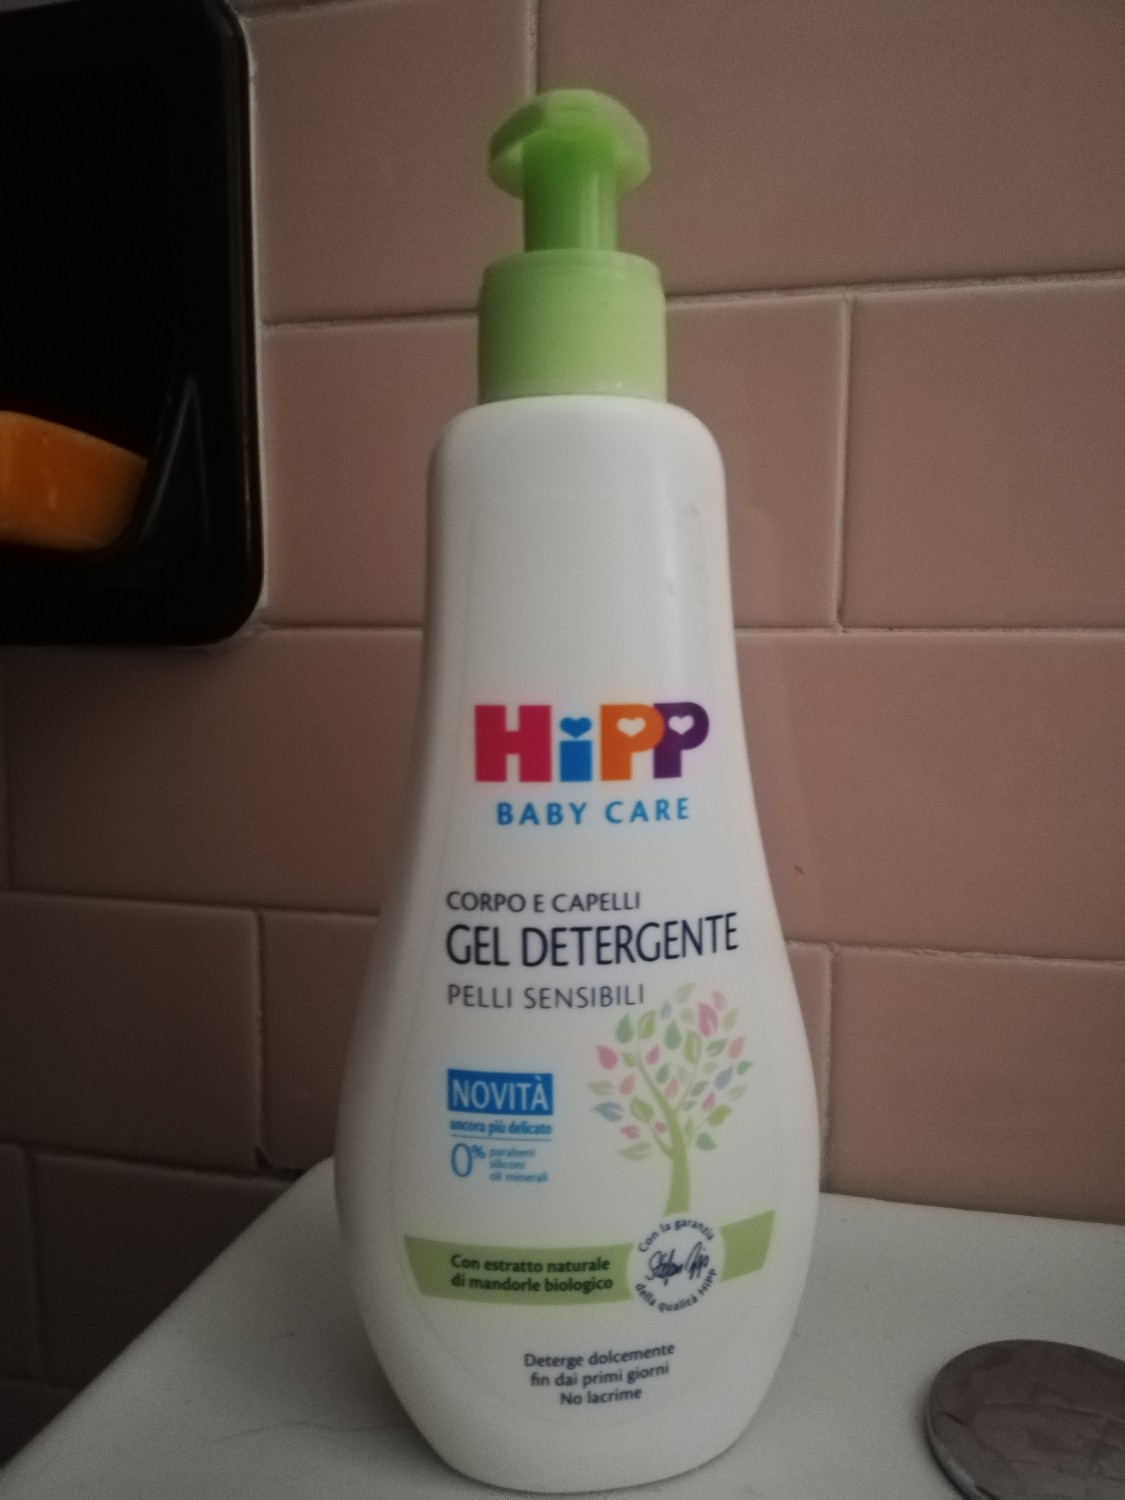 HiPP
BABY CARE
CORPO E CAPELLI
GEL DETERGENTE
PELLI SENSIBILI
NOVITÀ
ancora più delicato
0% parabeni
siliconi
oli minerali
Con estratto naturale
di mandorle biologico
Con la garanzia
della qualità HiPP
Deterge dolcemente
fin dai primi giorni
No lacrime